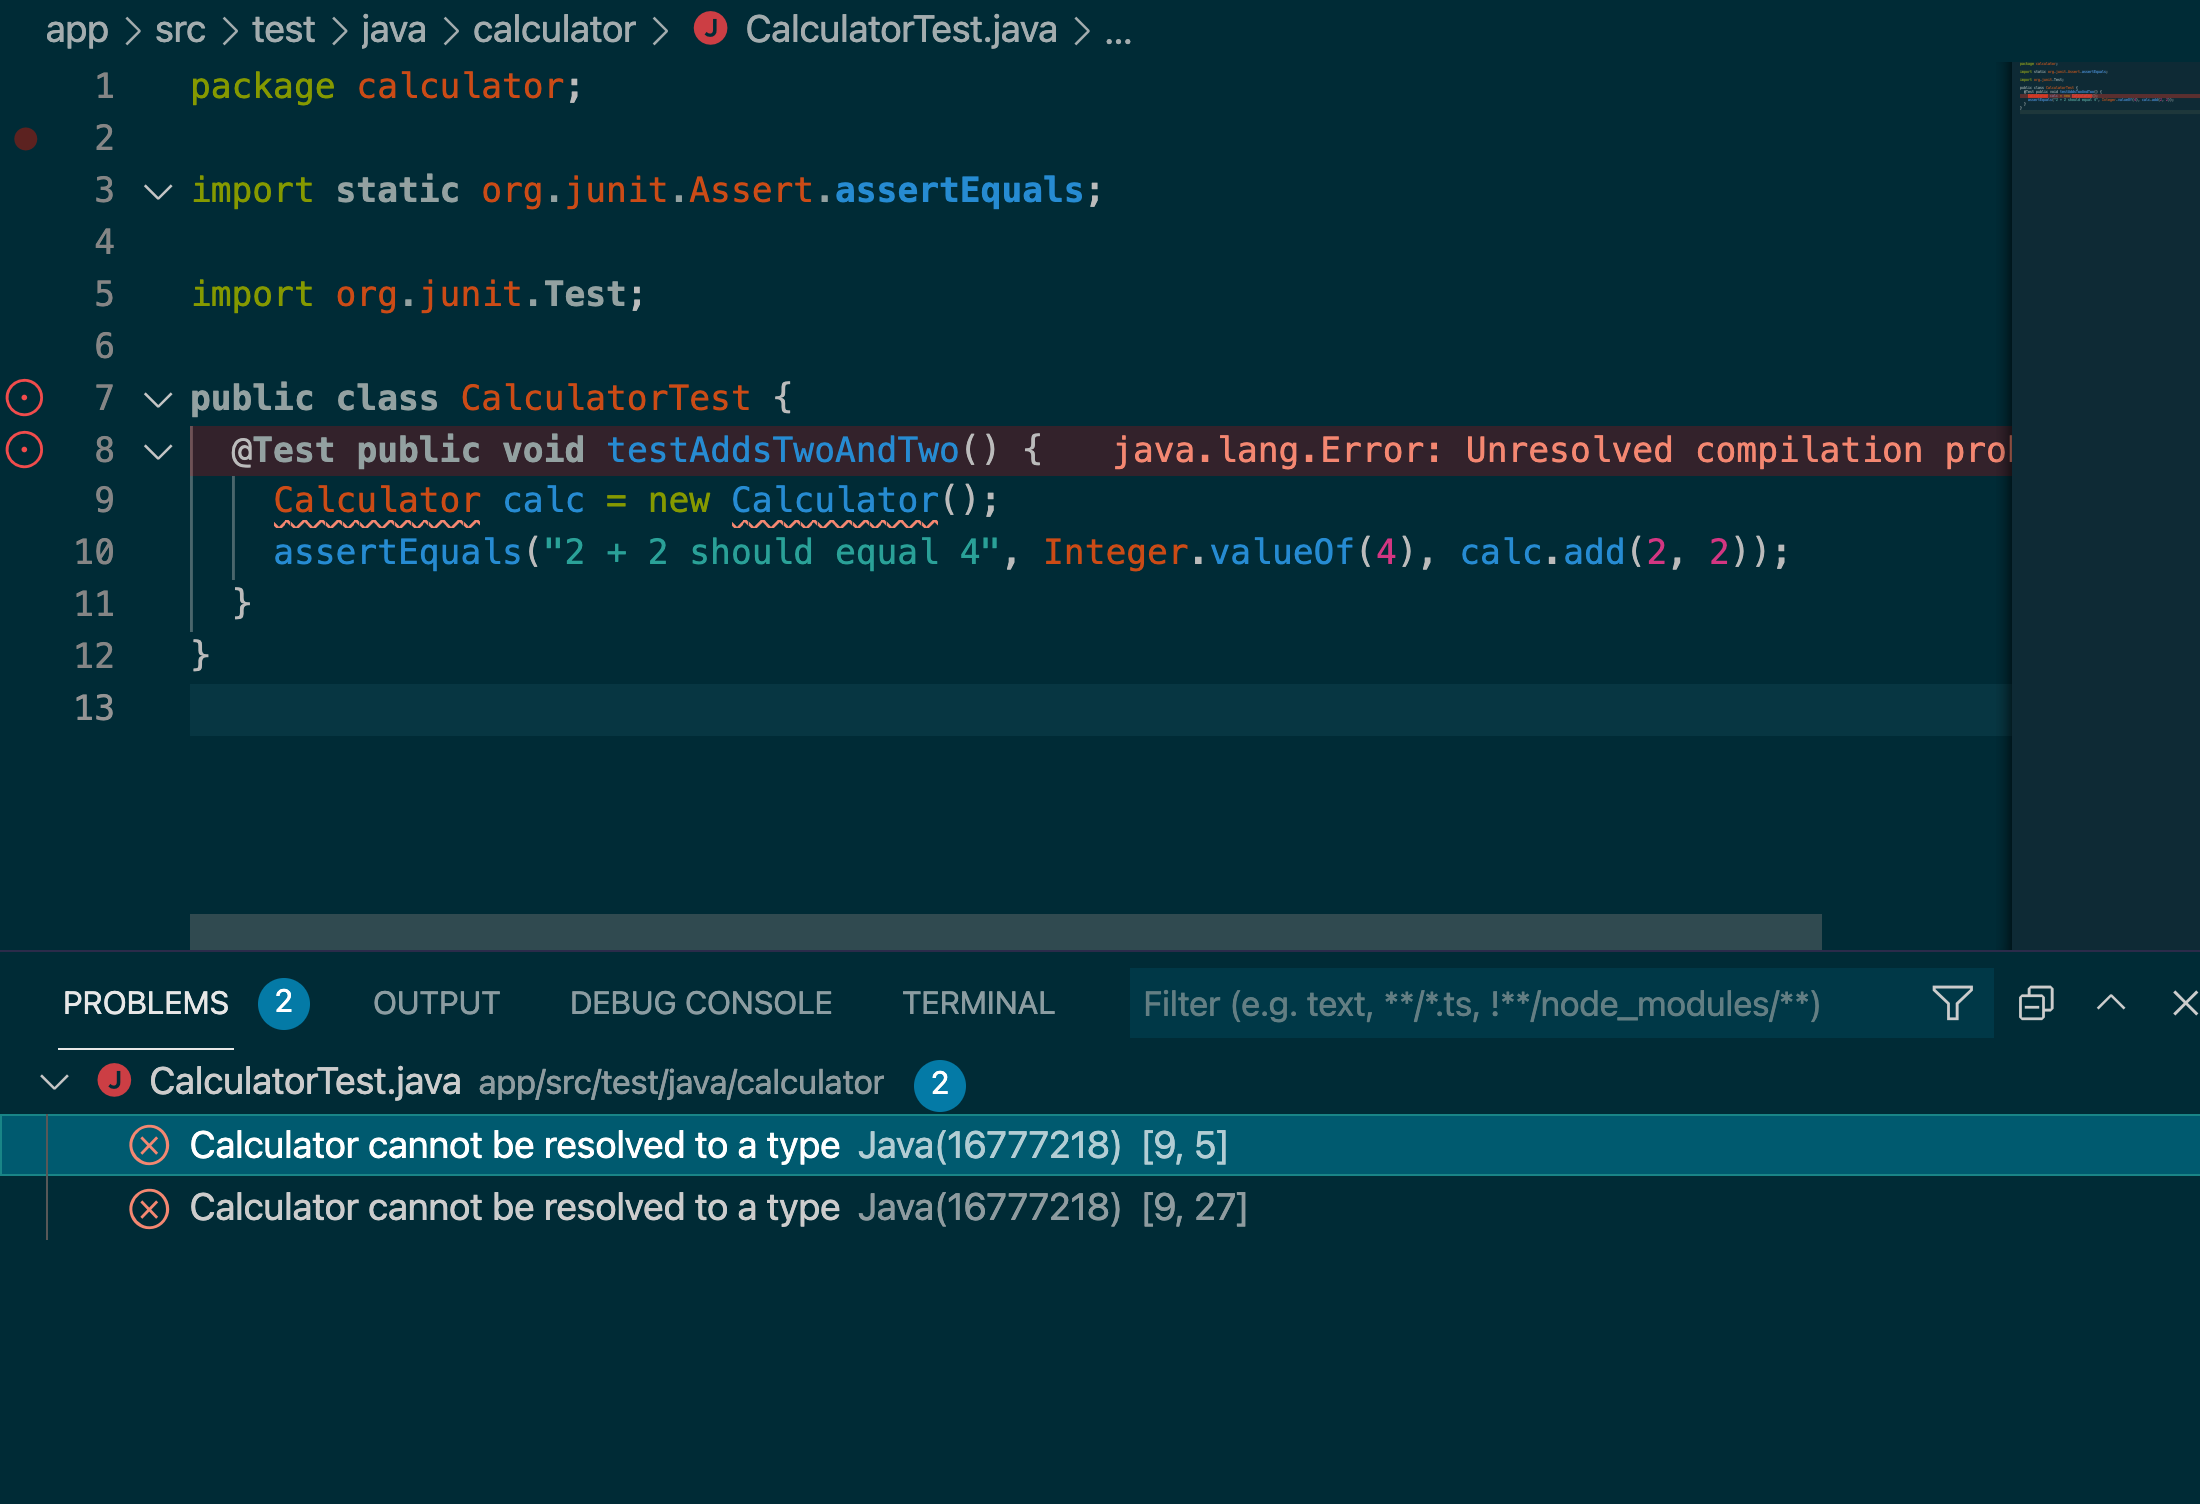 app > src > test > java > calculator > J CalculatorTest.java > ...
1 package calculator;
2
3 import static org.junit.Assert.assertEquals;
4
5 import org.junit.Test;
6
7 public class CalculatorTest {
8 @Test public void testAddsTwoAndTwo() { java.lang.Error: Unresolved compilation
9 Calculator calc = new Calculator();
10 assertEquals("2 + 2 should equal 4", Integer.valueOf(4), calc.add(2, 2));
11 }
12 }
13
PROBLEMS 2 OUTPUT DEBUG CONSOLE TERMINAL Filter (e.g. text, **/*.ts, !**/node_modules/**)
J CalculatorTest.java app/src/test/java/calculator 2
Calculator cannot be resolved to a type Java(16777218) [9, 5]
Calculator cannot be resolved to a type Java(16777218) [9, 27]